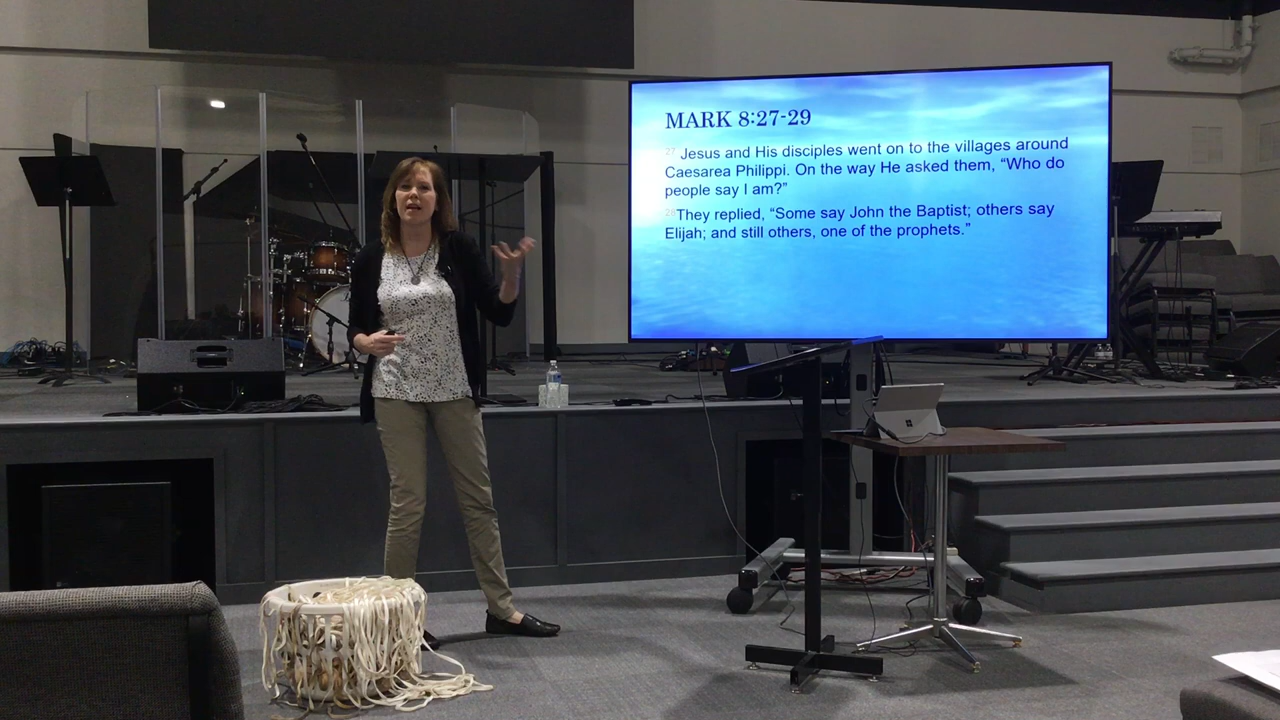 MARK 8:27-29
27 Jesus and His disciples went on to the villages around
Caesarea Philippi. On the way He asked them, “Who do
people say I am?”
28They replied, “Some say John the Baptist; others say
Elijah; and still others, one of the prophets.”